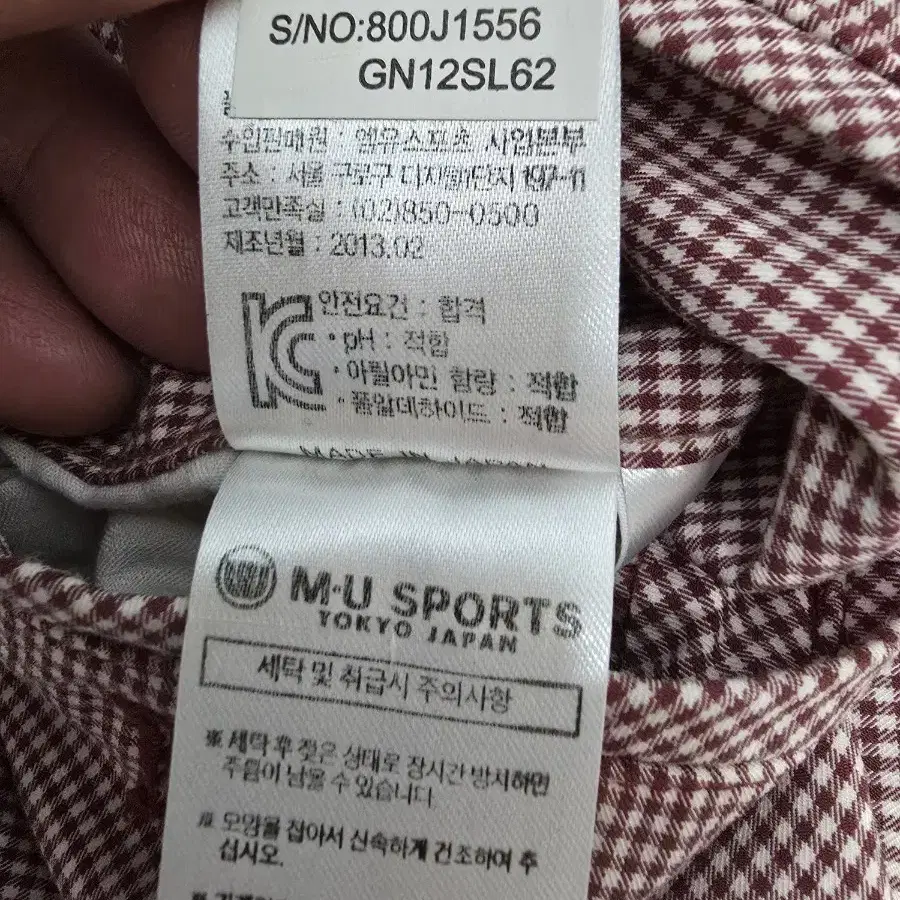 S/NO:800J1556
GN12SL62
수입판매원 : 엠유스포츠 사업본부
주소 : 서울 구로구 디지털1단지 197-11
고객만족실 : (02)850-0500
제조년월 : 2013.02
안전요건 : 합격
· pH : 적합
· 아릴아민 함량 : 적합
· 폼알데하이드 : 적합
MADE IN JAPAN
M·U SPORTS
TOKYO JAPAN
세탁 및 취급시 주의사항
※ 세탁 후 젖은 상태로 장시간 방치하면
주름이 남을 수 있습니다.
※ 모양을 잡아서 신속하게 건조하여 주
십시오.